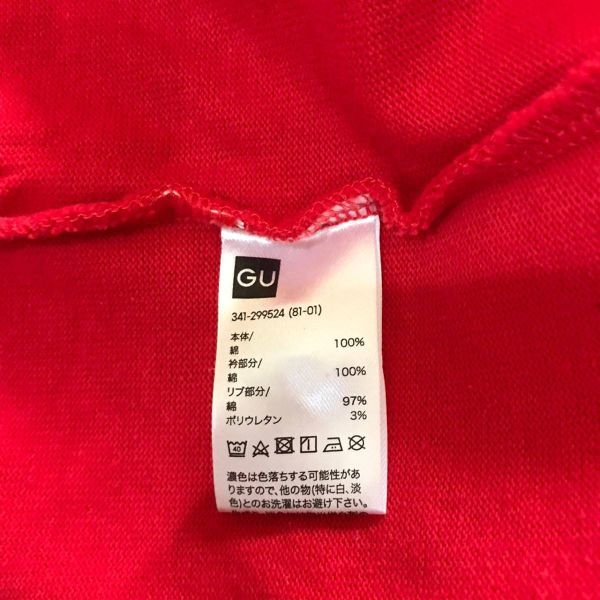 GU
341-299524 (81-01)
本体/
綿 100%
衿部分/
綿 100%
リブ部分/
綿 97%
ポリウレタン 3%
40
濃色は色落ちする可能性があ
りますので、他の物(特に白、淡
色)とのお洗濯はお避け下さい。